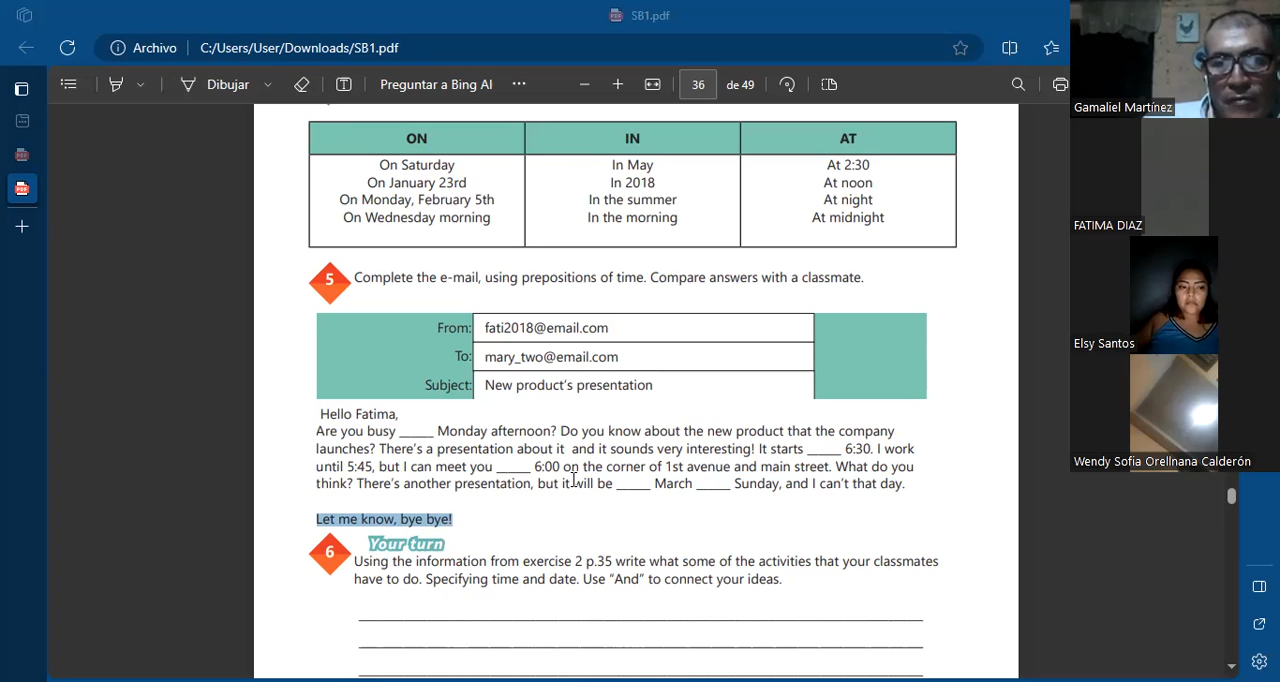 SB1.pdf
Archivo
C:/Users/User/Downloads/SB1.pdf
Dibujar
Preguntar a Bing AI
36
de 49
ON IN AT
On Saturday In May At 2:30
On January 23rd In 2018 At noon
On Monday, February 5th In the summer At night
On Wednesday morning In the morning At midnight
5 Complete the e-mail, using prepositions of time. Compare answers with a classmate.
From: fati2018@email.com
To: mary_two@email.com
Subject: New product's presentation
Hello Fatima,
Are you busy _____ Monday afternoon? Do you know about the new product that the company
launches? There's a presentation about it and it sounds very interesting! It starts _____ 6:30. I work
until 5:45, but I can meet you _____ 6:00 on the corner of 1st avenue and main street. What do you
think? There's another presentation, but it will be _____ March _____ Sunday, and I can't that day.
Let me know, bye bye!
6 Your turn
Using the information from exercise 2 p.35 write what some of the activities that your classmates
have to do. Specifying time and date. Use “And” to connect your ideas.
Gamaliel Martínez
FATIMA DIAZ
Elsy Santos
Wendy Sofia Orellnana Calderón